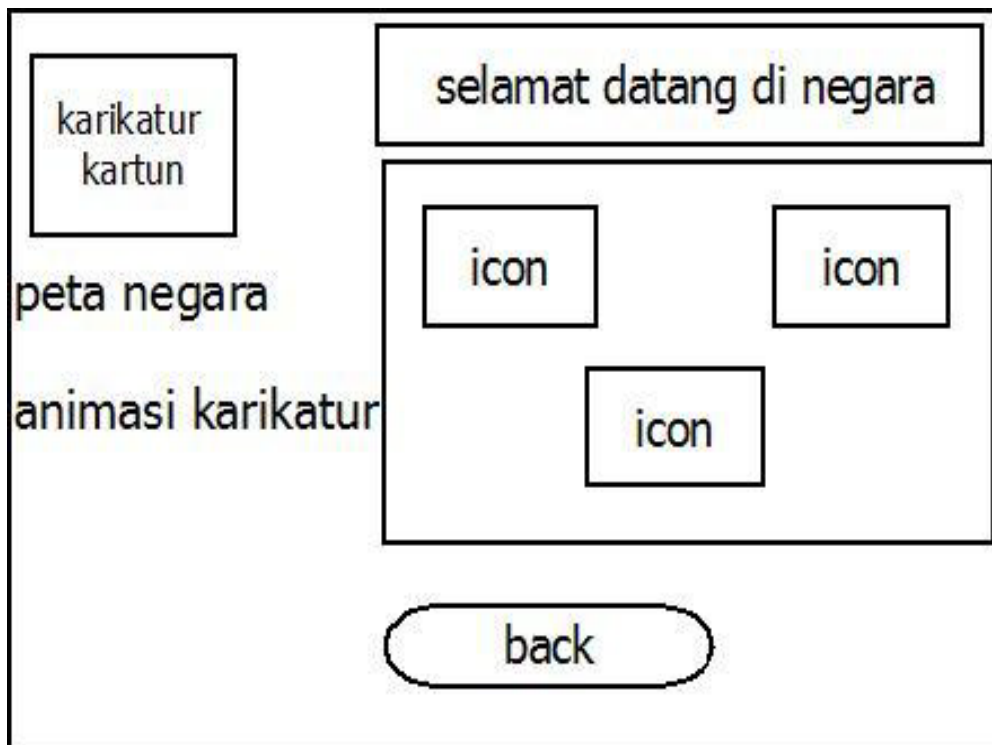 karikatur
kartun
selamat datang di negara
icon
icon
icon
peta negara
animasi karikatur
back